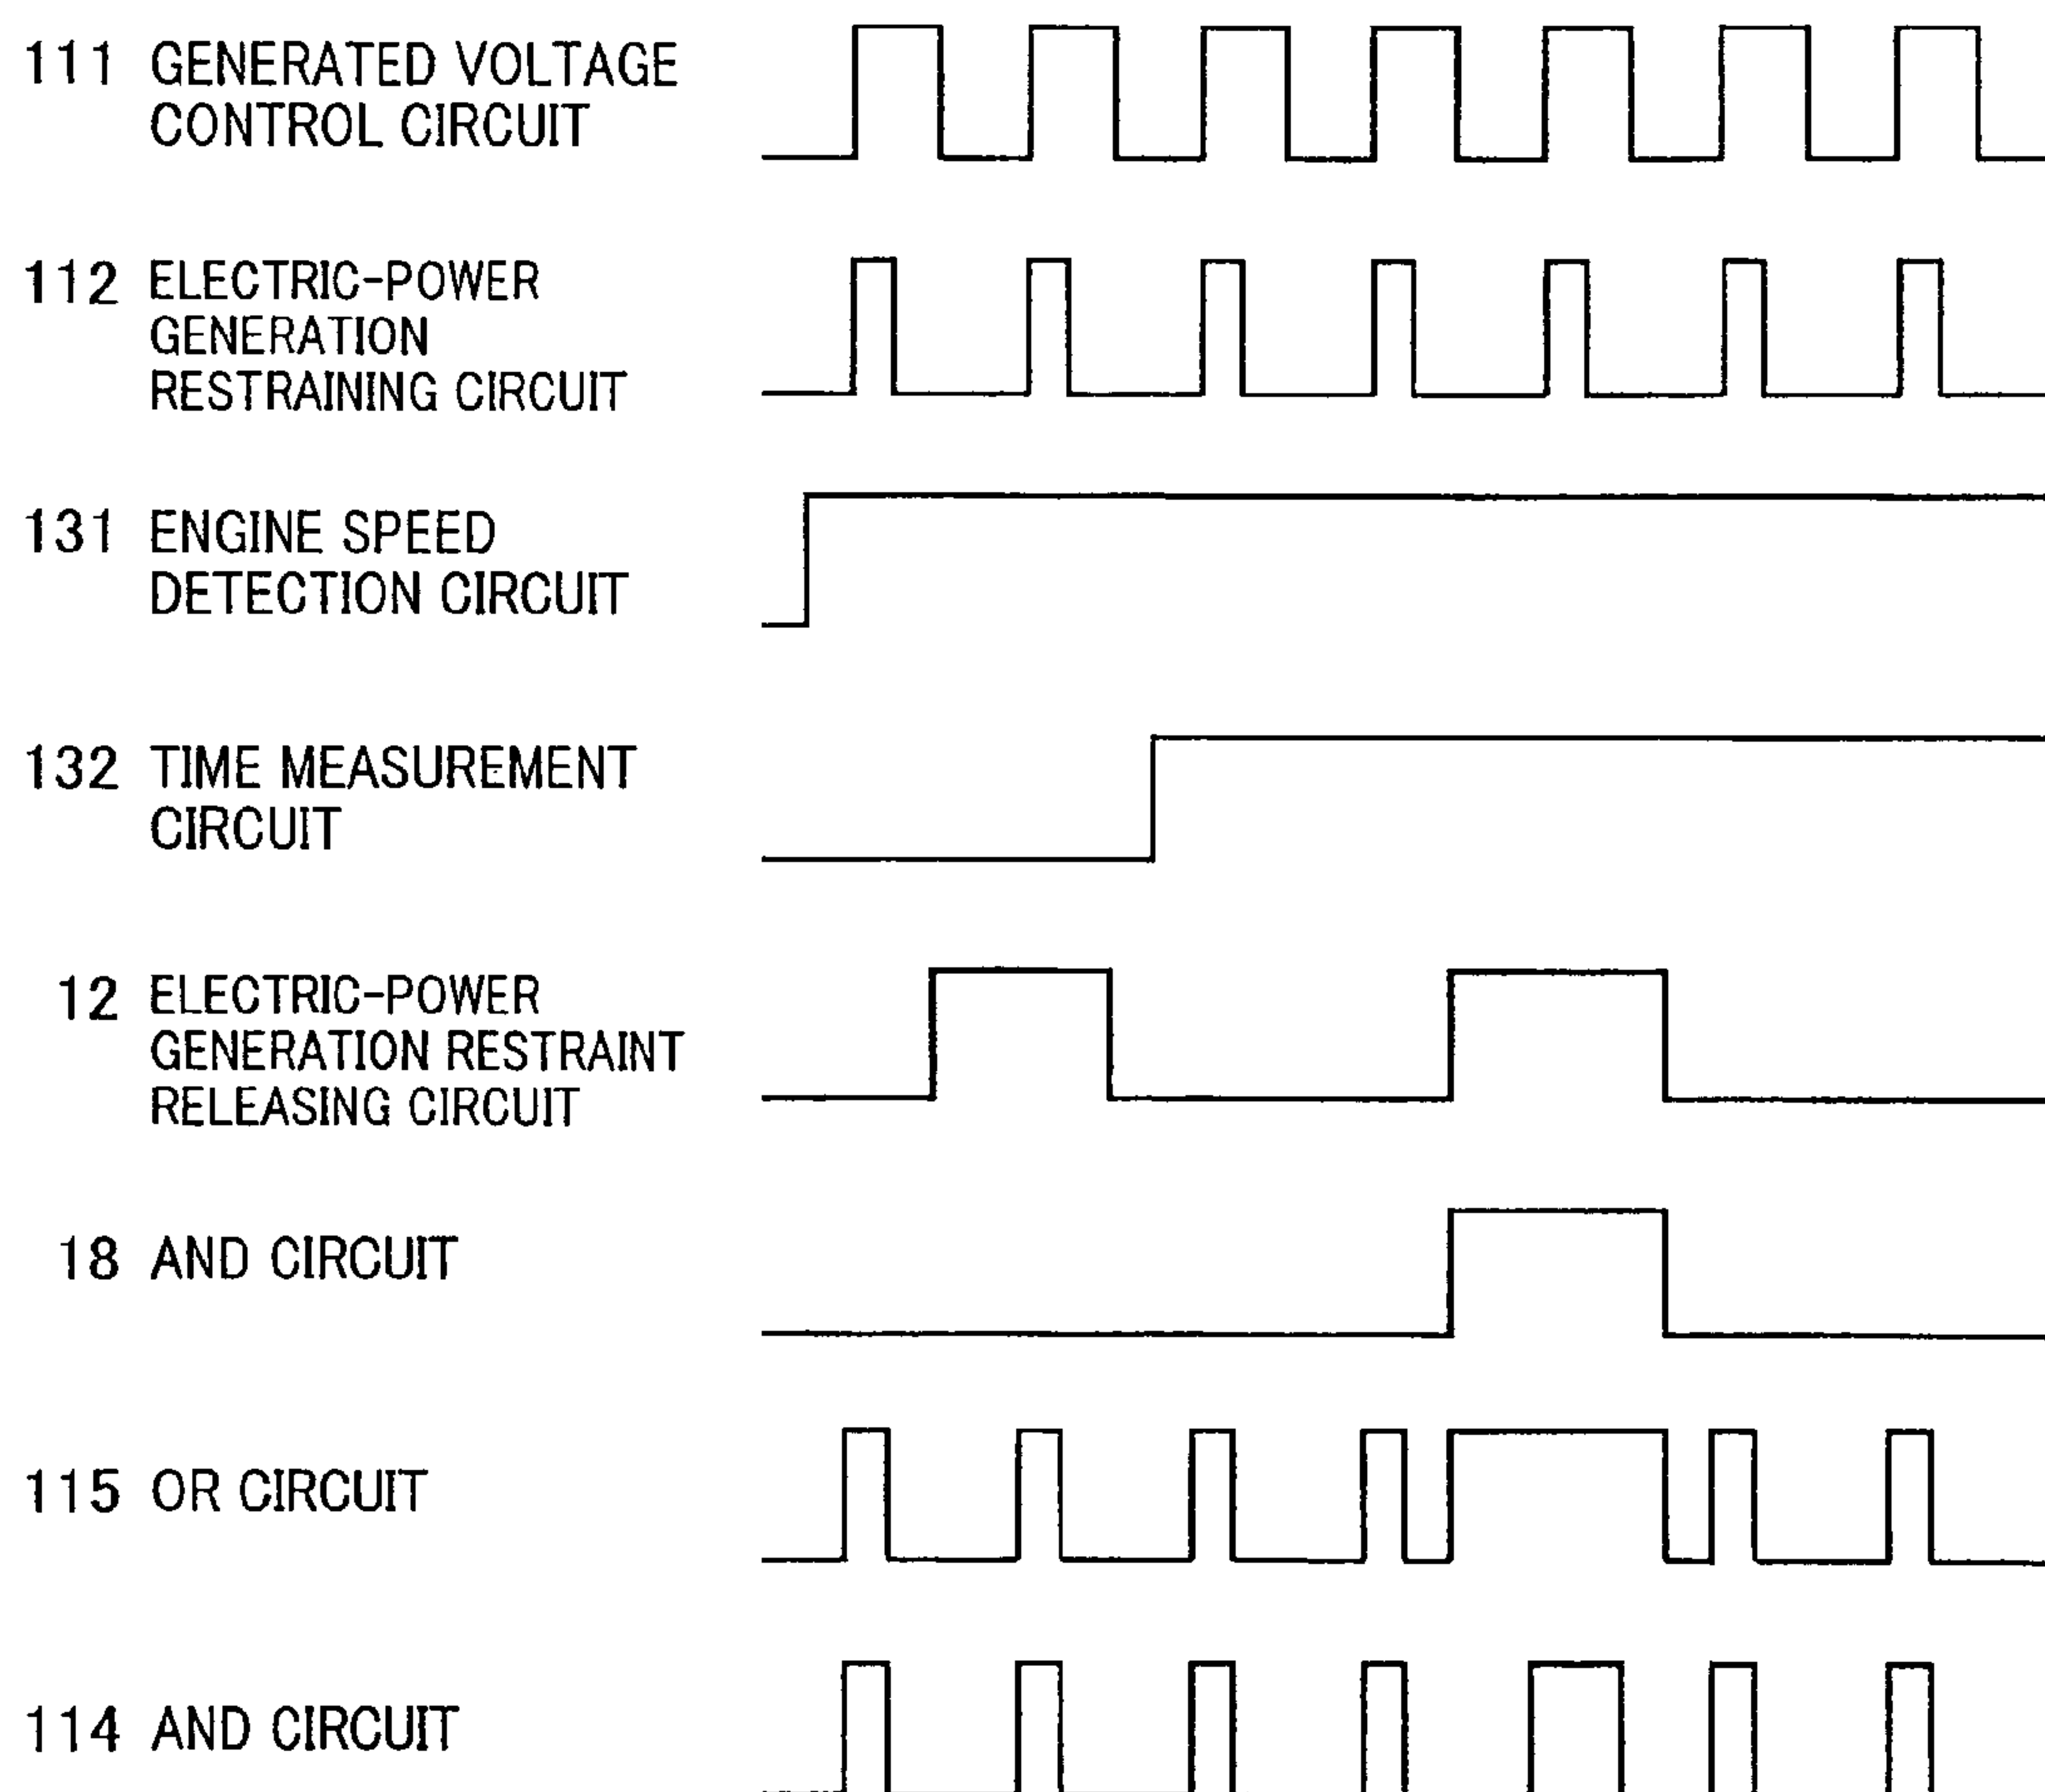 111 GENERATED VOLTAGE
CONTROL CIRCUIT
112 ELECTRIC-POWER
GENERATION
RESTRAINING CIRCUIT
131 ENGINE SPEED
DETECTION CIRCUIT
132 TIME MEASUREMENT
CIRCUIT
12 ELECTRIC-POWER
GENERATION RESTRAINT
RELEASING CIRCUIT
18 AND CIRCUIT
115 OR CIRCUIT
114 AND CIRCUIT